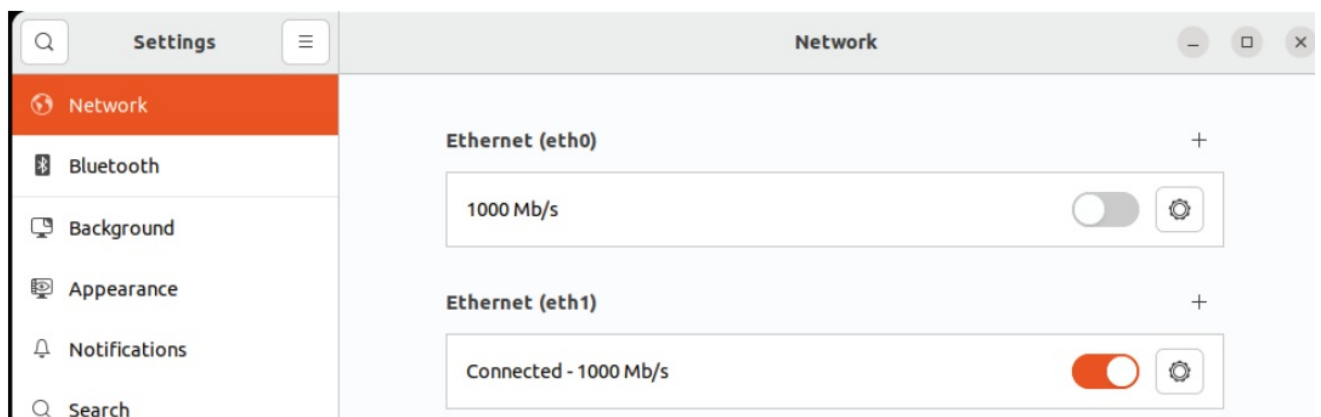 Settings
Network
Network
Bluetooth
Background
Appearance
Notifications
Search
Ethernet (eth0)
1000 Mb/s
Ethernet (eth1)
Connected - 1000 Mb/s